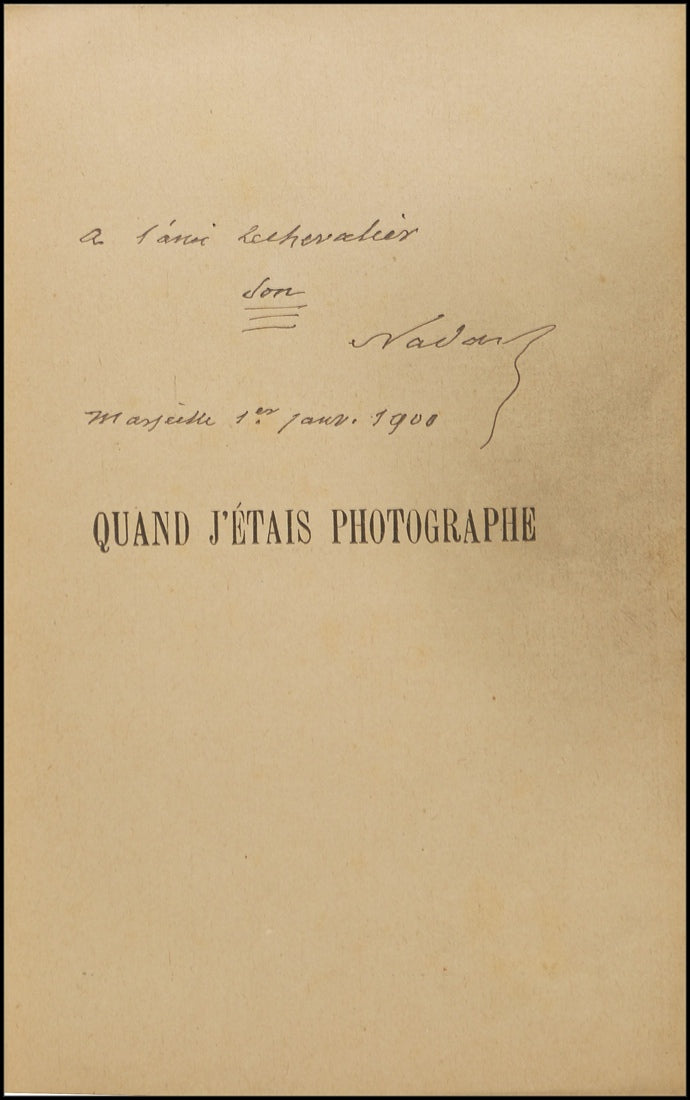 a l'ami Lechevalier
son
Nadar
Marseille 1er janv. 1900
QUAND J'ÉTAIS PHOTOGRAPHE